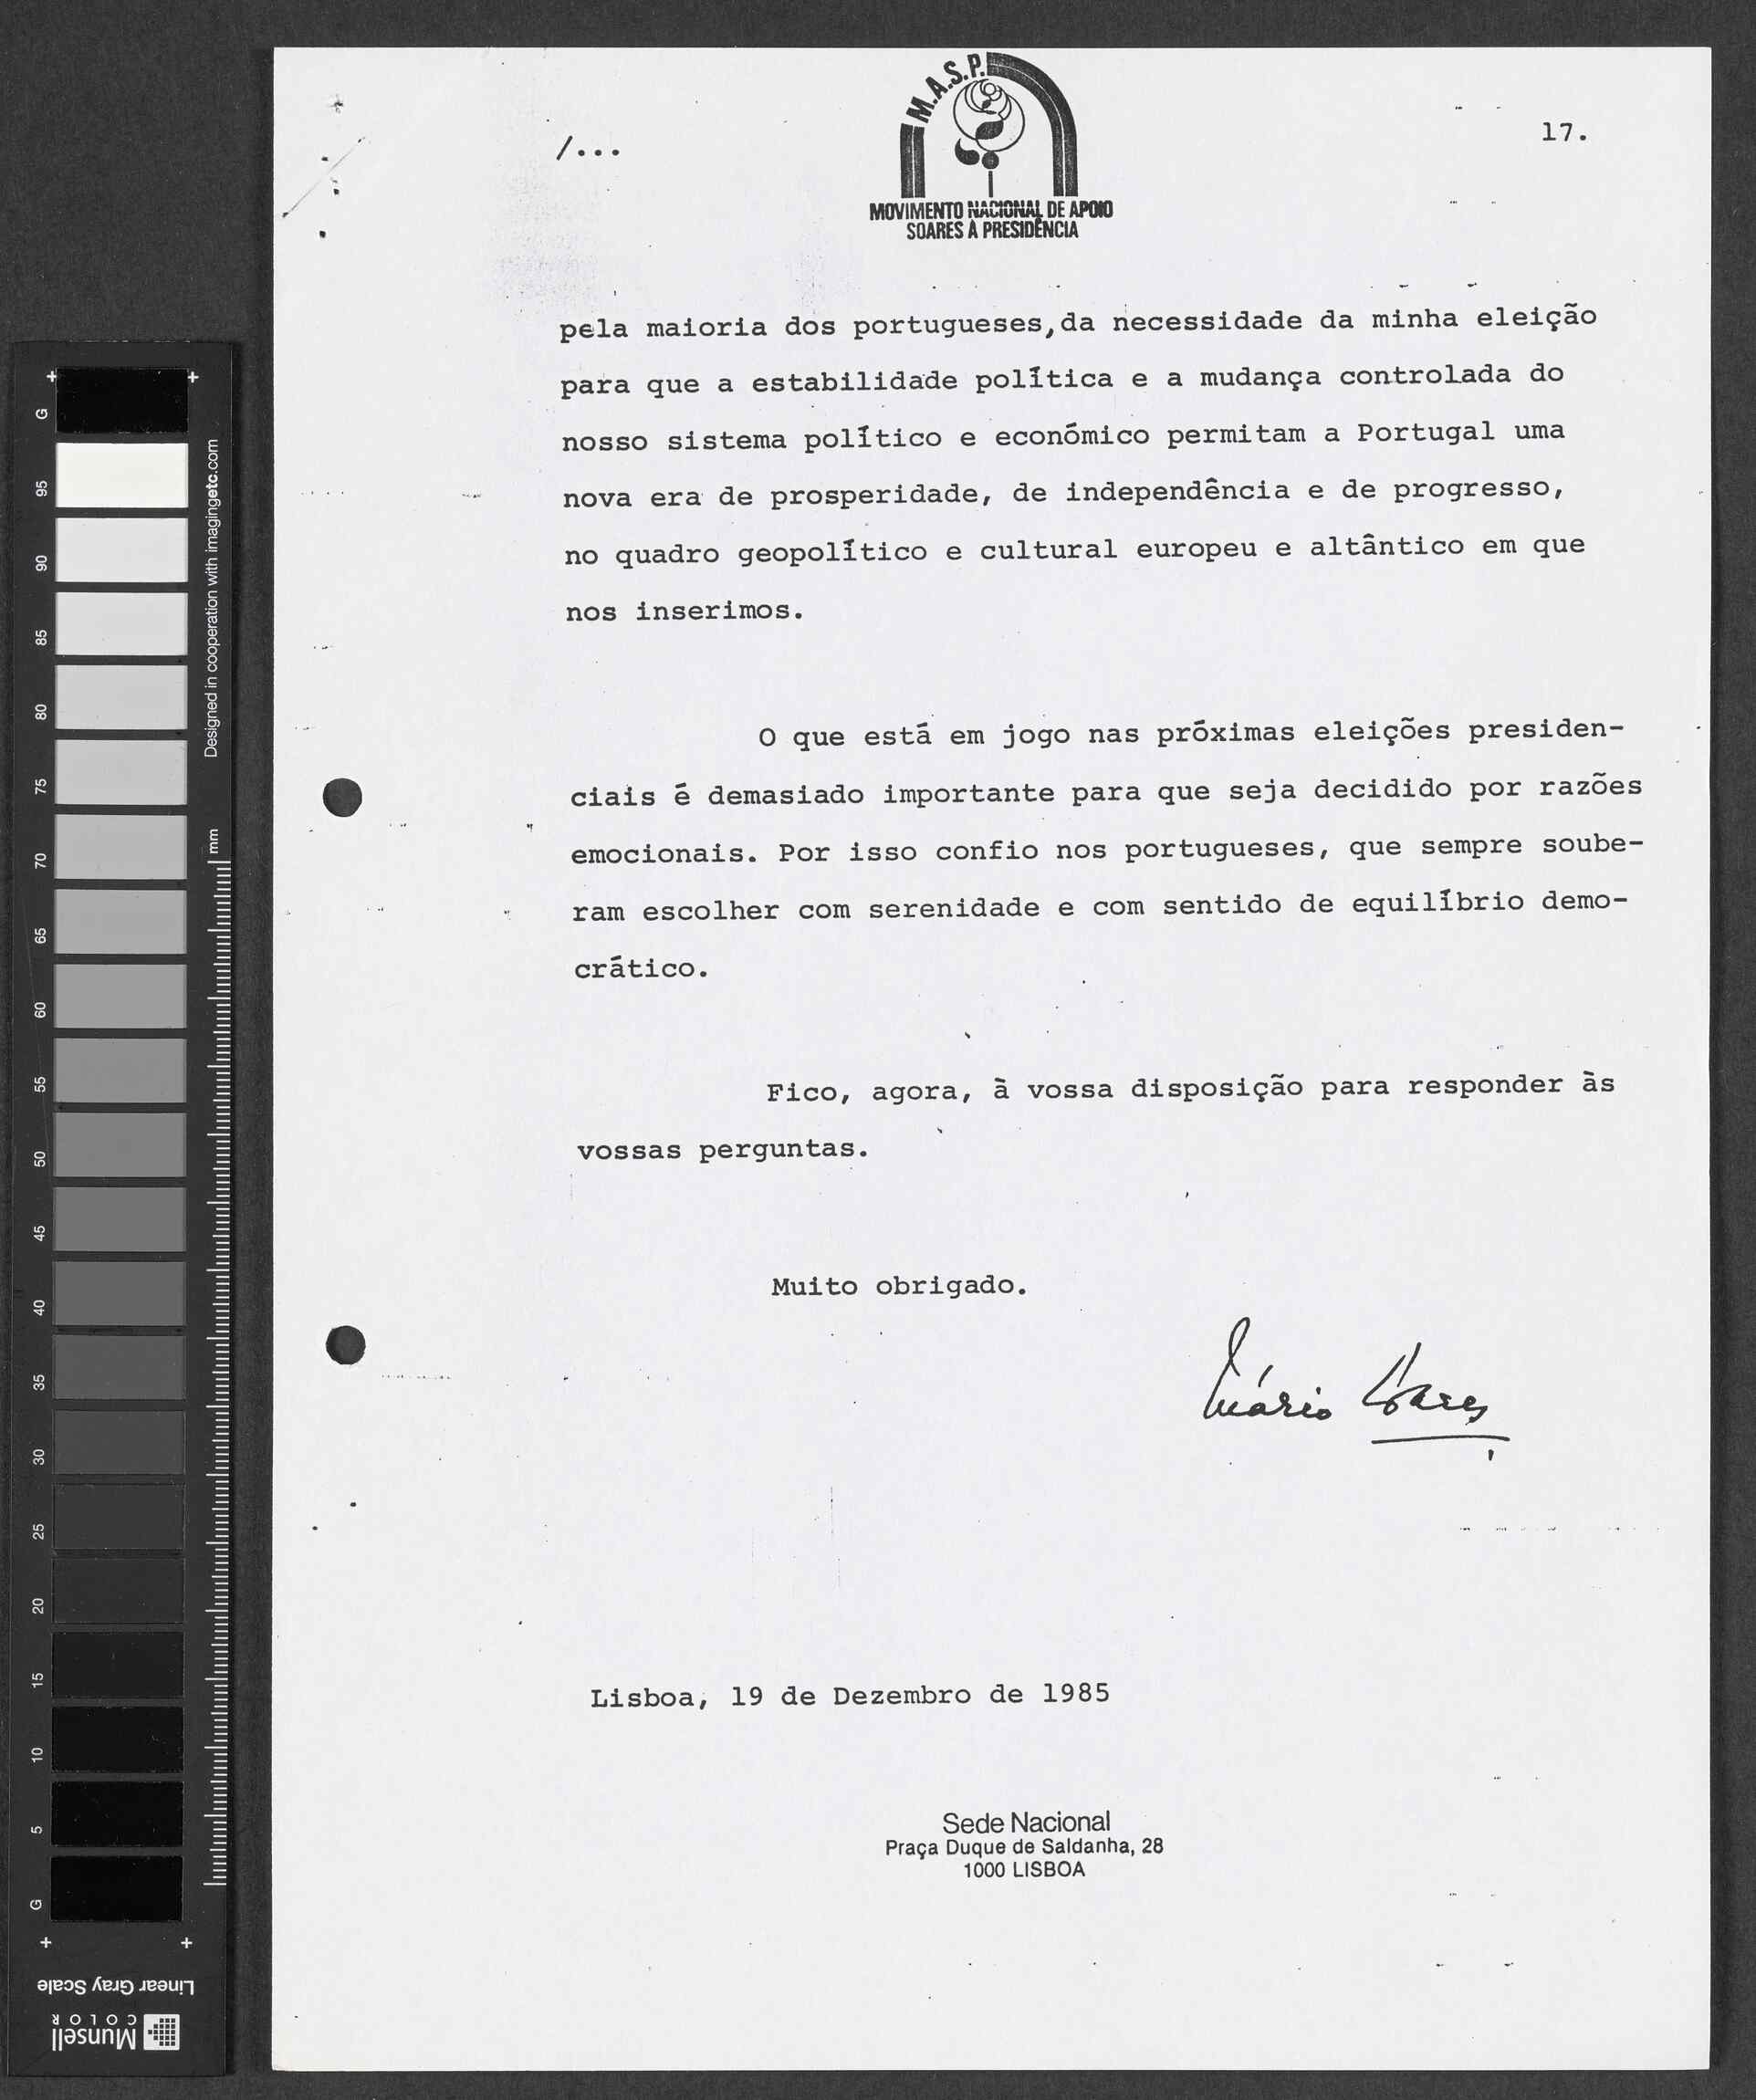 M.A.S.P.
MOVIMENTO NACIONAL DE APOIO
SOARES À PRESIDÊNCIA
/...
17.
pela maioria dos portugueses,da necessidade da minha eleição
para que a estabilidade política e a mudança controlada do
nosso sistema político e económico permitam a Portugal uma
nova era de prosperidade, de independência e de progresso,
no quadro geopolítico e cultural europeu e altântico em que
nos inserimos.
O que está em jogo nas próximas eleições presiden-
ciais é demasiado importante para que seja decidido por razões
emocionais. Por isso confio nos portugueses, que sempre soube-
ram escolher com serenidade e com sentido de equilíbrio demo-
crático.
Fico, agora, à vossa disposição para responder às
vossas perguntas.
Muito obrigado.
Mário Soares
Lisboa, 19 de Dezembro de 1985
Sede Nacional
Praça Duque de Saldanha, 28
1000 LISBOA
G
95
90
85
80
75
70
65
60
55
50
45
40
35
30
25
20
15
10
5
G
mm
Designed in cooperation with imagingetc.com
Linear Gray Scale
Munsell
COLOR